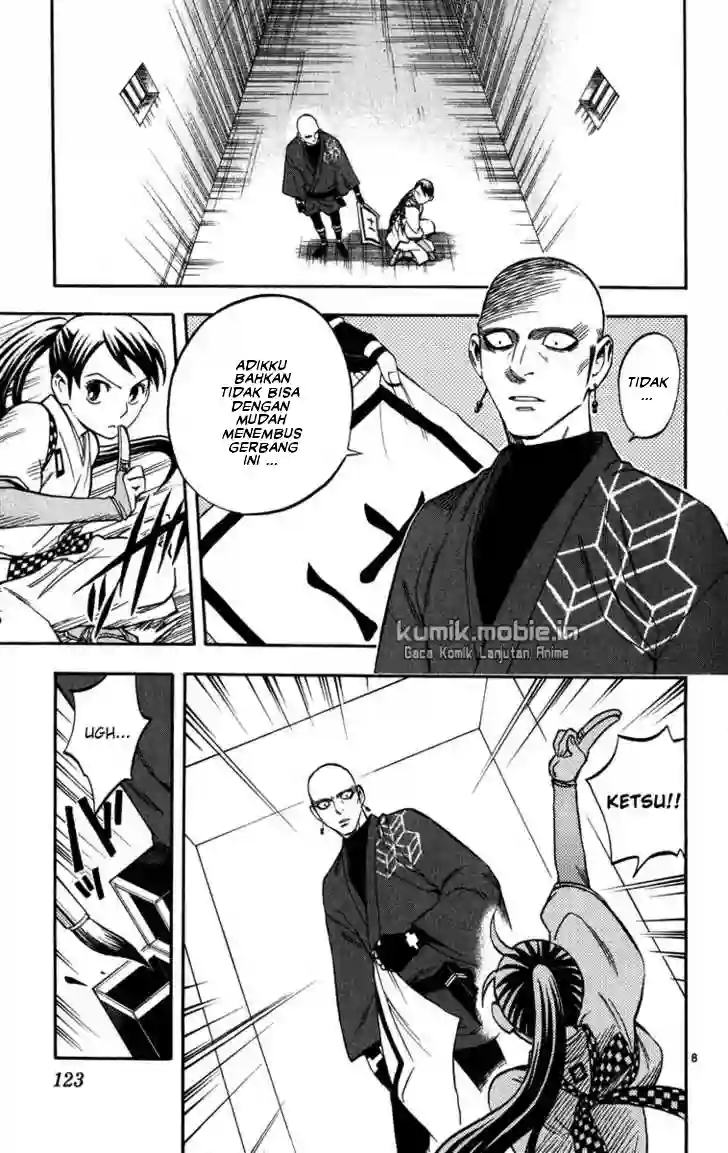 TIDAK
...
ADIKKU
BAHKAN
TIDAK BISA
DENGAN
MUDAH
MENEMBUS
GERBANG
INI ...
kumik.mobie.in
Baca Komik Lanjutan Anime
KETSU!!
UGH...
123
8